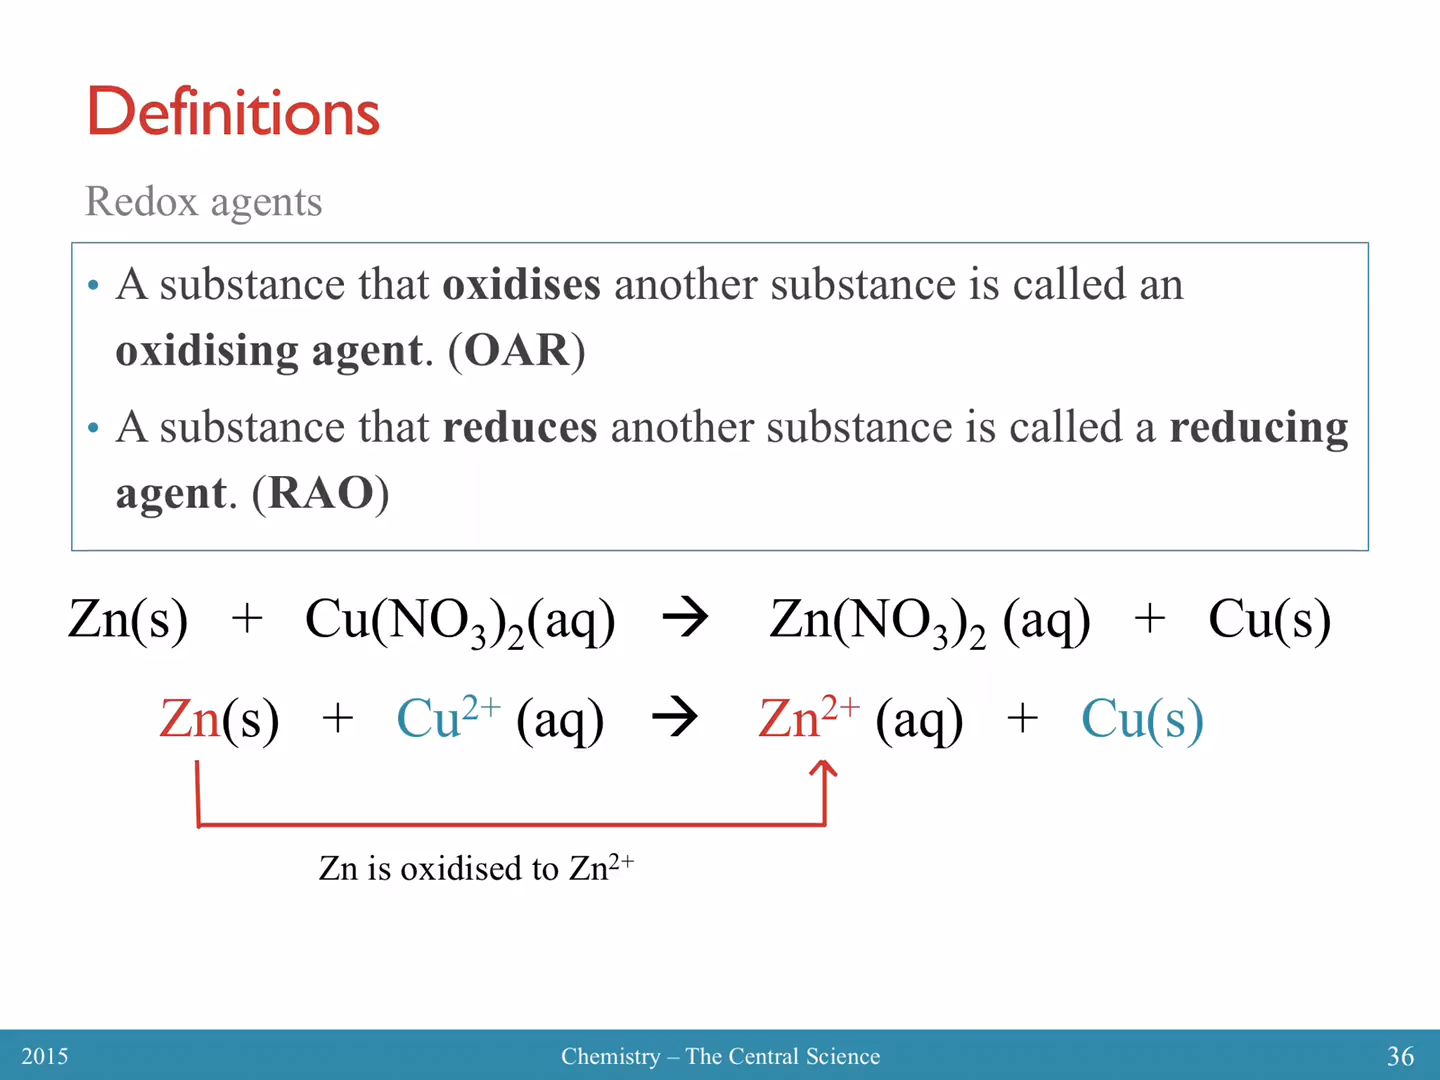 Definitions
Redox agents
• A substance that oxidises another substance is called an
oxidising agent. (OAR)
• A substance that reduces another substance is called a reducing
agent. (RAO)
Zn(s) + Cu(NO₃)₂(aq) → Zn(NO₃)₂ (aq) + Cu(s)
Zn(s) + Cu²⁺ (aq) → Zn²⁺ (aq) + Cu(s)
Zn is oxidised to Zn²⁺
2015 Chemistry – The Central Science 36